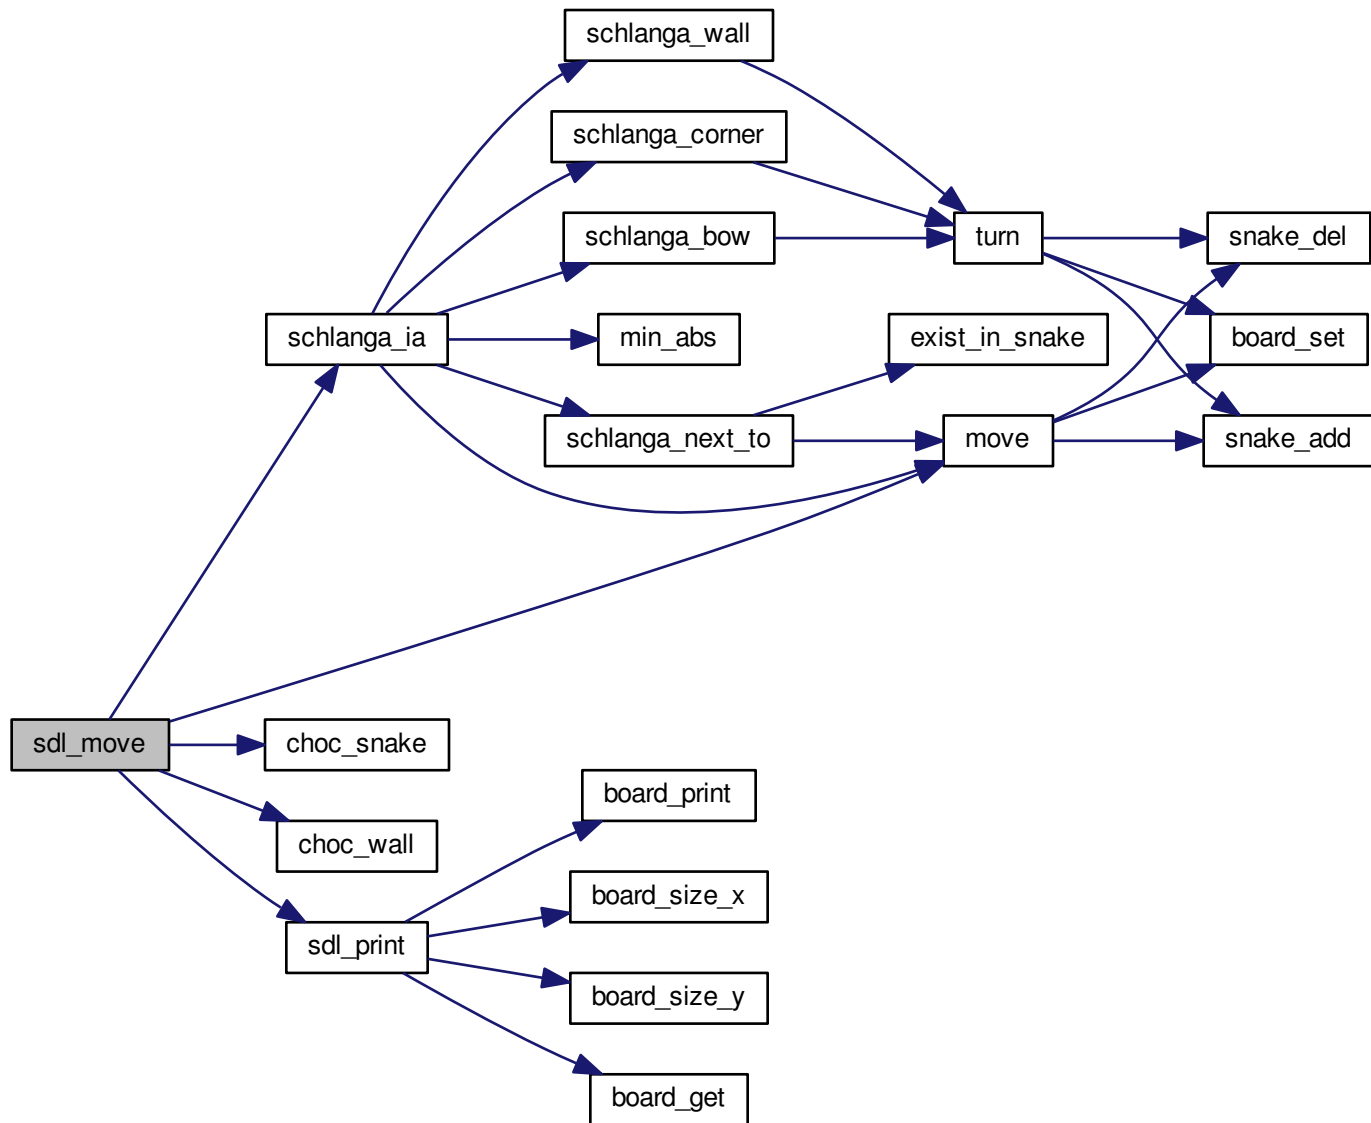 schlanga_wall
schlanga_corner
schlanga_bow
turn
snake_del
schlanga_ia
min_abs
exist_in_snake
board_set
schlanga_next_to
move
snake_add
sdl_move
choc_snake
board_print
choc_wall
board_size_x
sdl_print
board_size_y
board_get